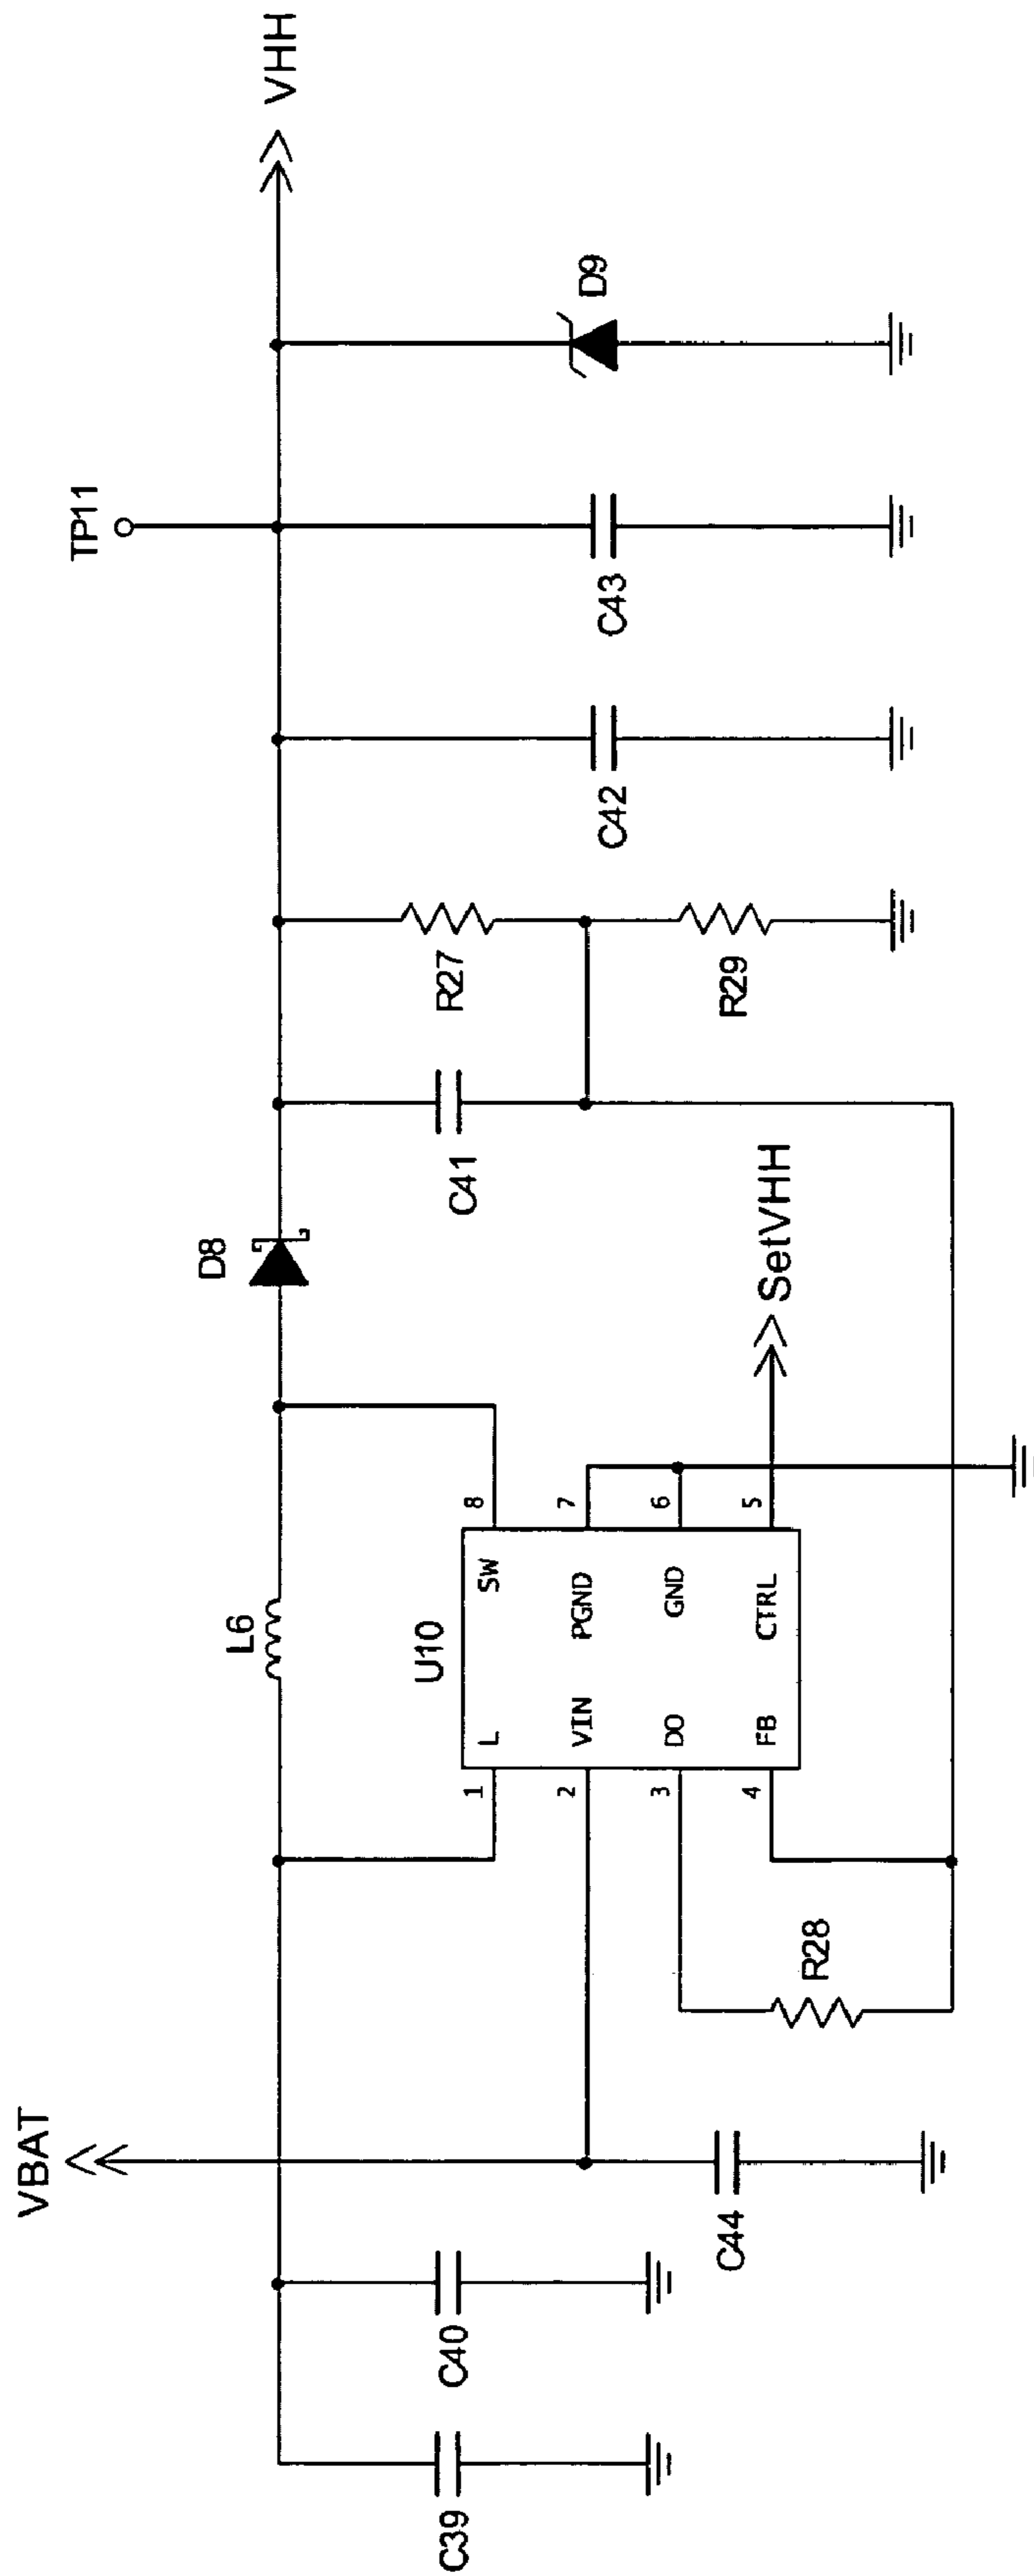 VBAT
TP11
VHH
L6
D8
C39
C40
C41
R27
C42
C43
D9
U10
1
L
SW
8
2
VIN
PGND
7
3
DO
GND
6
4
FB
CTRL
5
SetVHH
R29
C44
R28